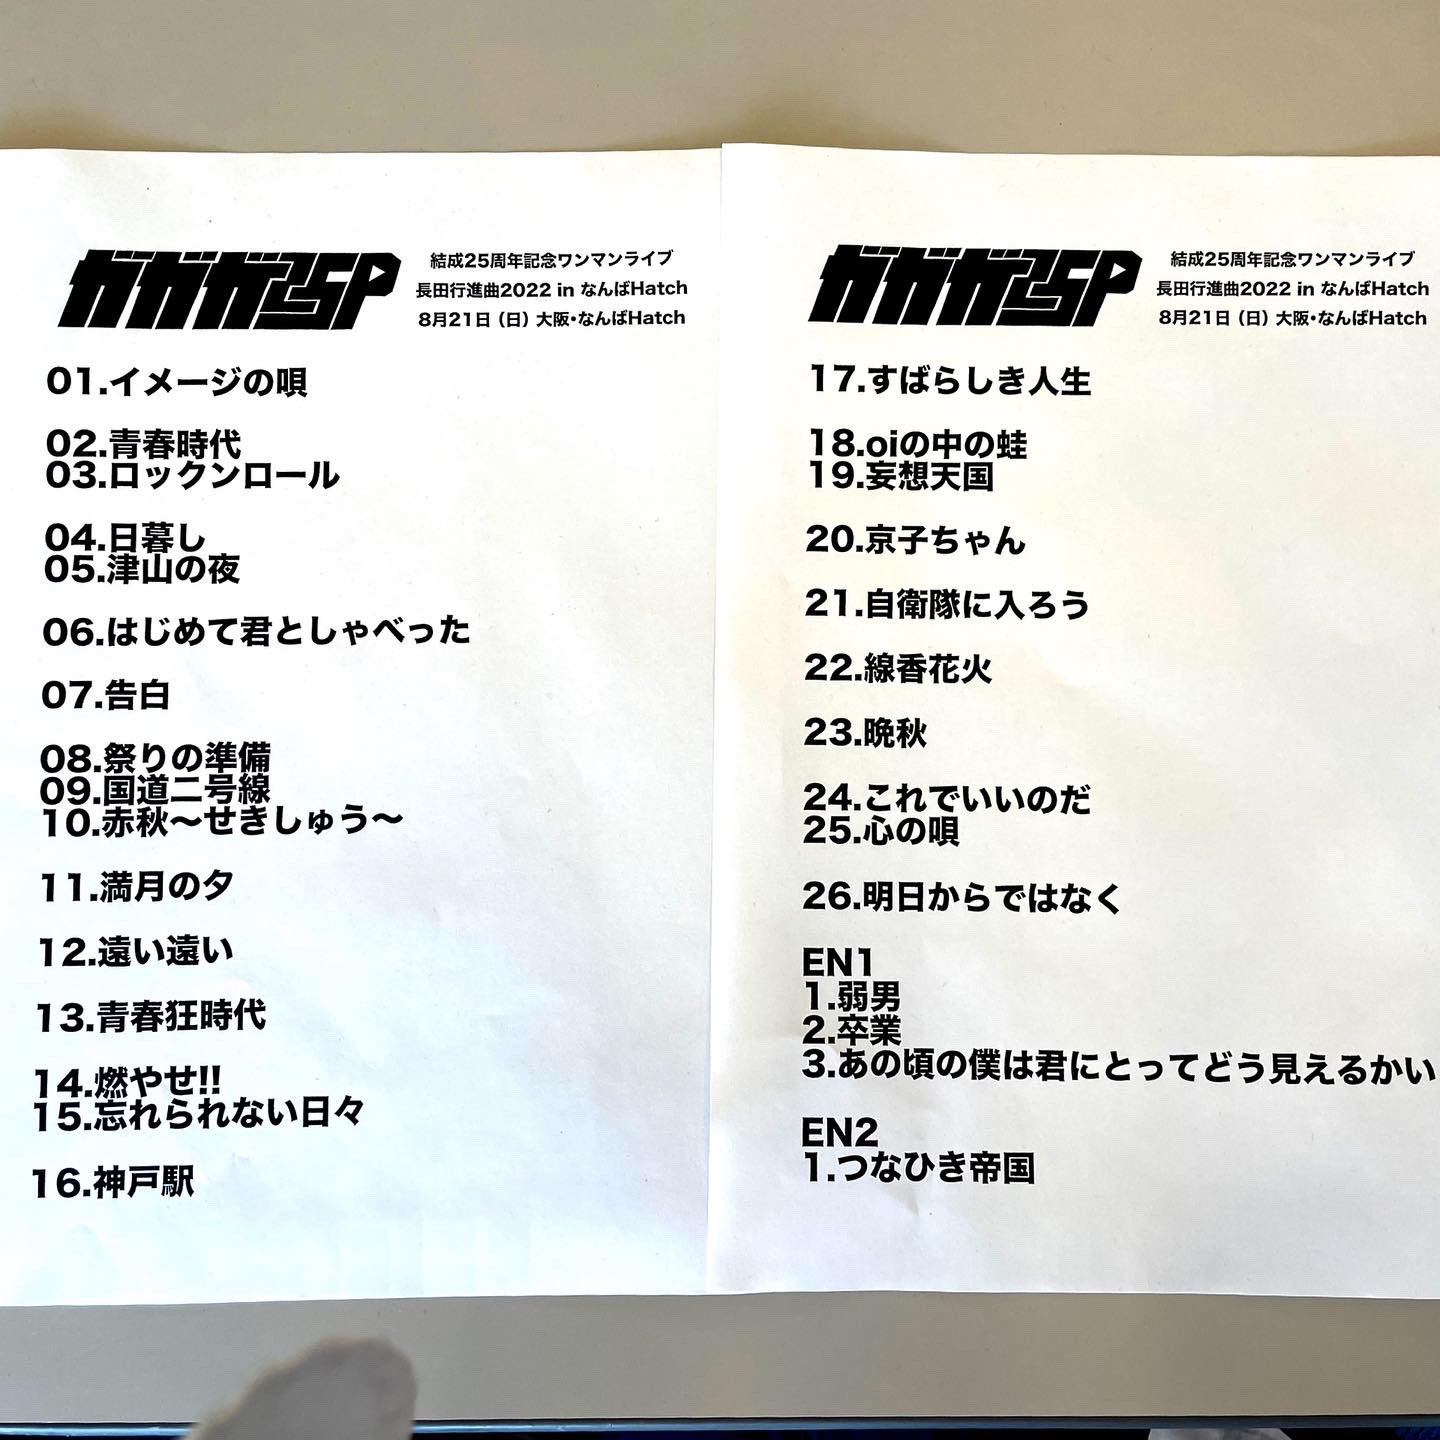 ガガガSP
結成25周年記念ワンマンライブ
長田行進曲2022 in なんばHatch
8月21日（日）大阪・なんばHatch
01.イメージの唄
02.青春時代
03.ロックンロール
04.日暮し
05.津山の夜
06.はじめて君としゃべった
07.告白
08.祭りの準備
09.国道二号線
10.赤秋〜せきしゅう〜
11.満月の夕
12.遠い遠い
13.青春狂時代
14.燃やせ!!
15.忘れられない日々
16.神戸駅
ガガガSP
結成25周年記念ワンマンライブ
長田行進曲2022 in なんばHatch
8月21日（日）大阪・なんばHatch
17.すばらしき人生
18.oiの中の蛙
19.妄想天国
20.京子ちゃん
21.自衛隊に入ろう
22.線香花火
23.晩秋
24.これでいいのだ
25.心の唄
26.明日からではなく
EN1
1.弱男
2.卒業
3.あの頃の僕は君にとってどう見えるかい
EN2
1.つなひき帝国